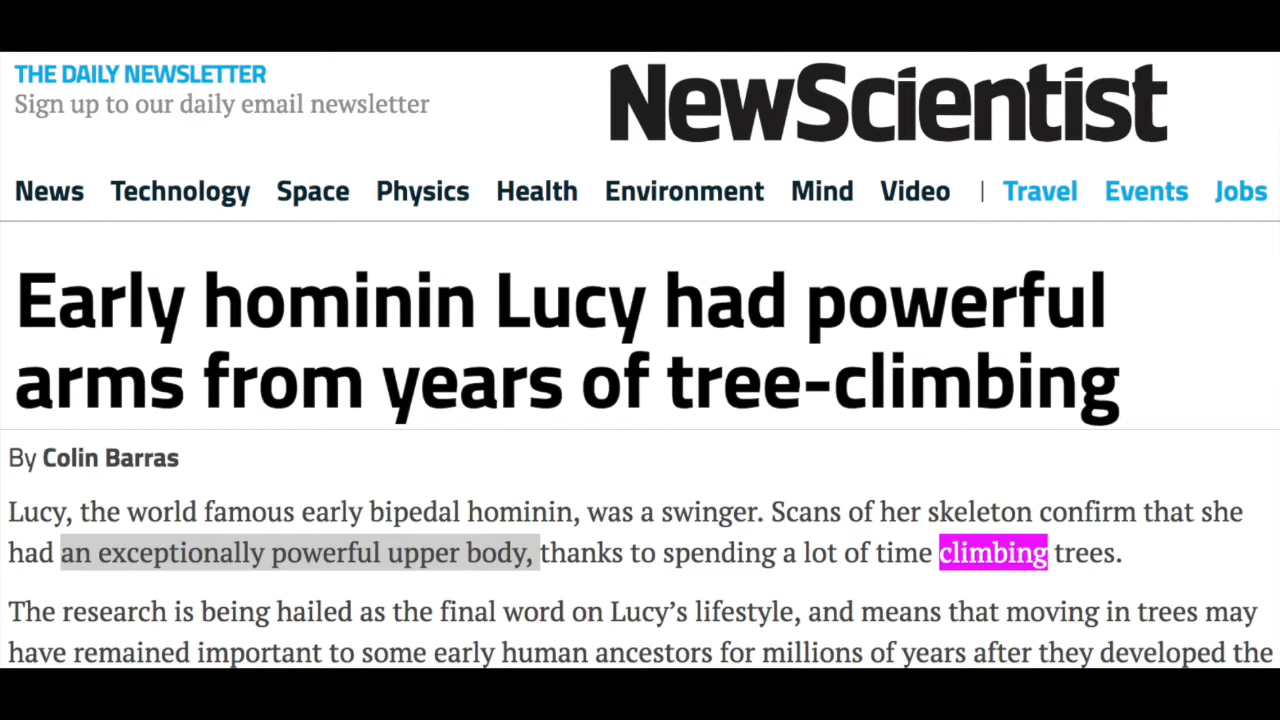 THE DAILY NEWSLETTER
Sign up to our daily email newsletter
NewScientist
News Technology Space Physics Health Environment Mind Video | Travel Events Jobs
Early hominin Lucy had powerful
arms from years of tree-climbing
By Colin Barras
Lucy, the world famous early bipedal hominin, was a swinger. Scans of her skeleton confirm that she
had an exceptionally powerful upper body, thanks to spending a lot of time climbing trees.
The research is being hailed as the final word on Lucy’s lifestyle, and means that moving in trees may
have remained important to some early human ancestors for millions of years after they developed the